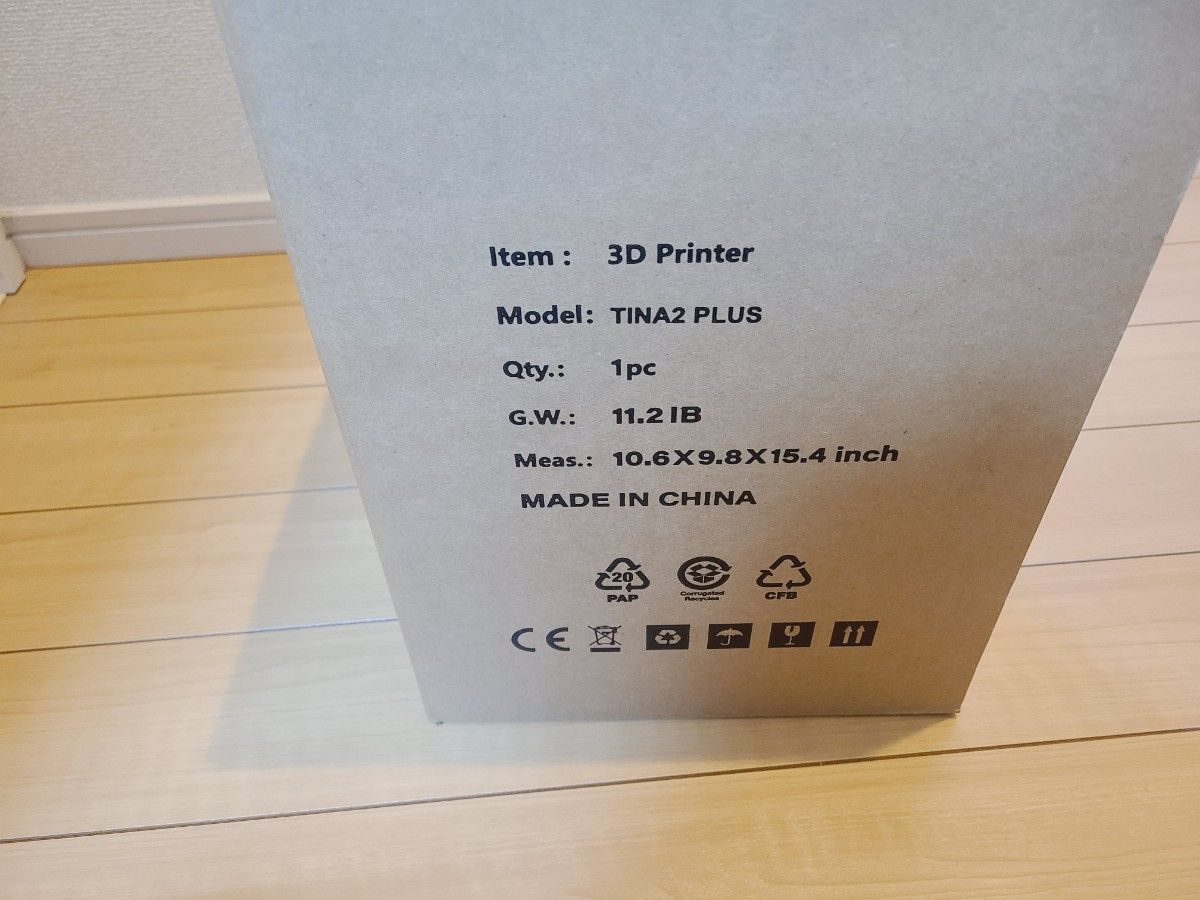 Item : 3D Printer
Model: TINA2 PLUS
Qty.: 1pc
G.W.: 11.2 IB
Meas.: 10.6X9.8X15.4 inch
MADE IN CHINA
20
PAP
Corrugated
Recycles
CFB
CE